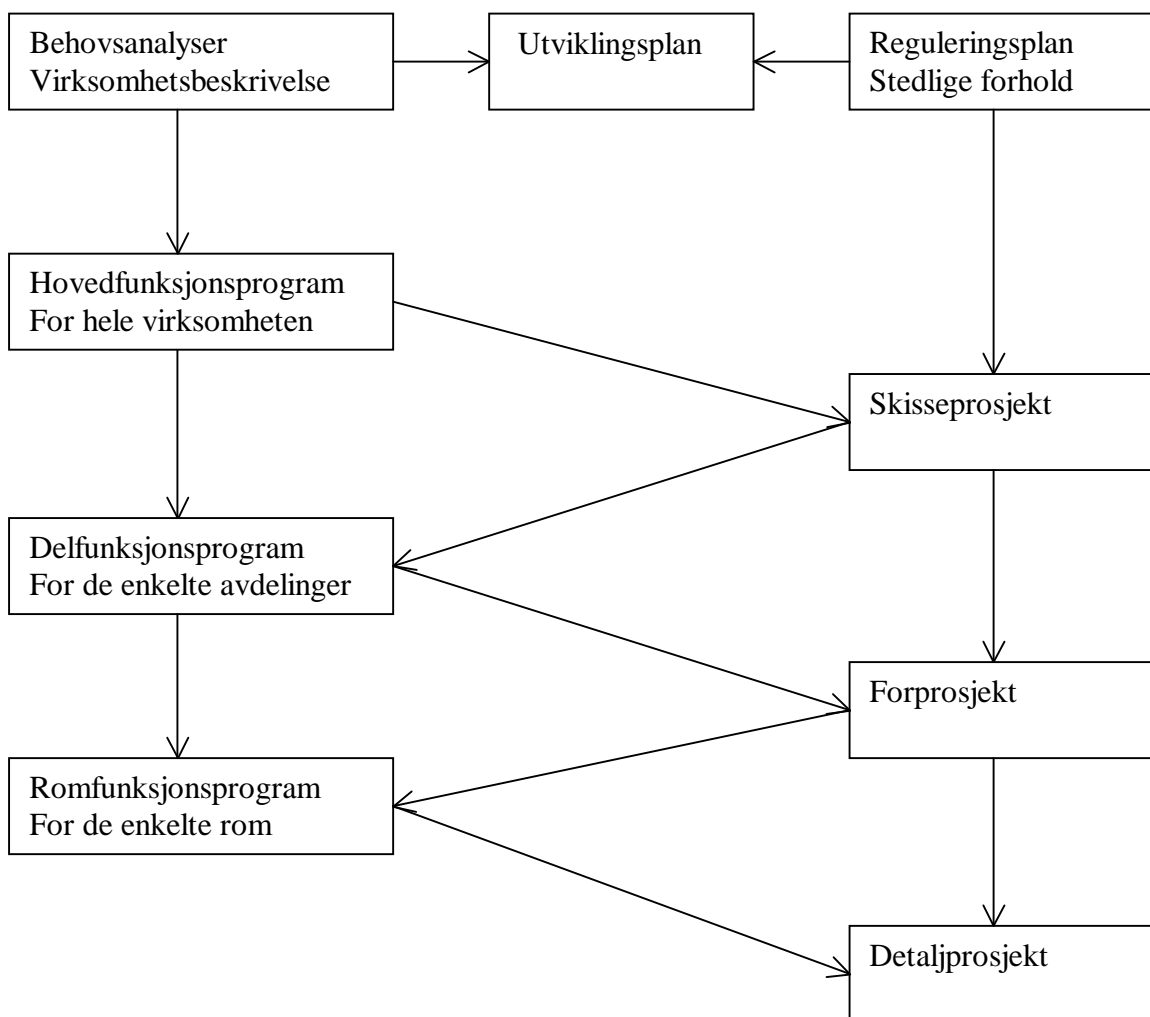 Behovsanalyser
Virksomhetsbeskrivelse
Utviklingsplan
Reguleringsplan
Stedlige forhold
Hovedfunksjonsprogram
For hele virksomheten
Skisseprosjekt
Delfunksjonsprogram
For de enkelte avdelinger
Forprosjekt
Romfunksjonsprogram
For de enkelte rom
Detaljprosjekt